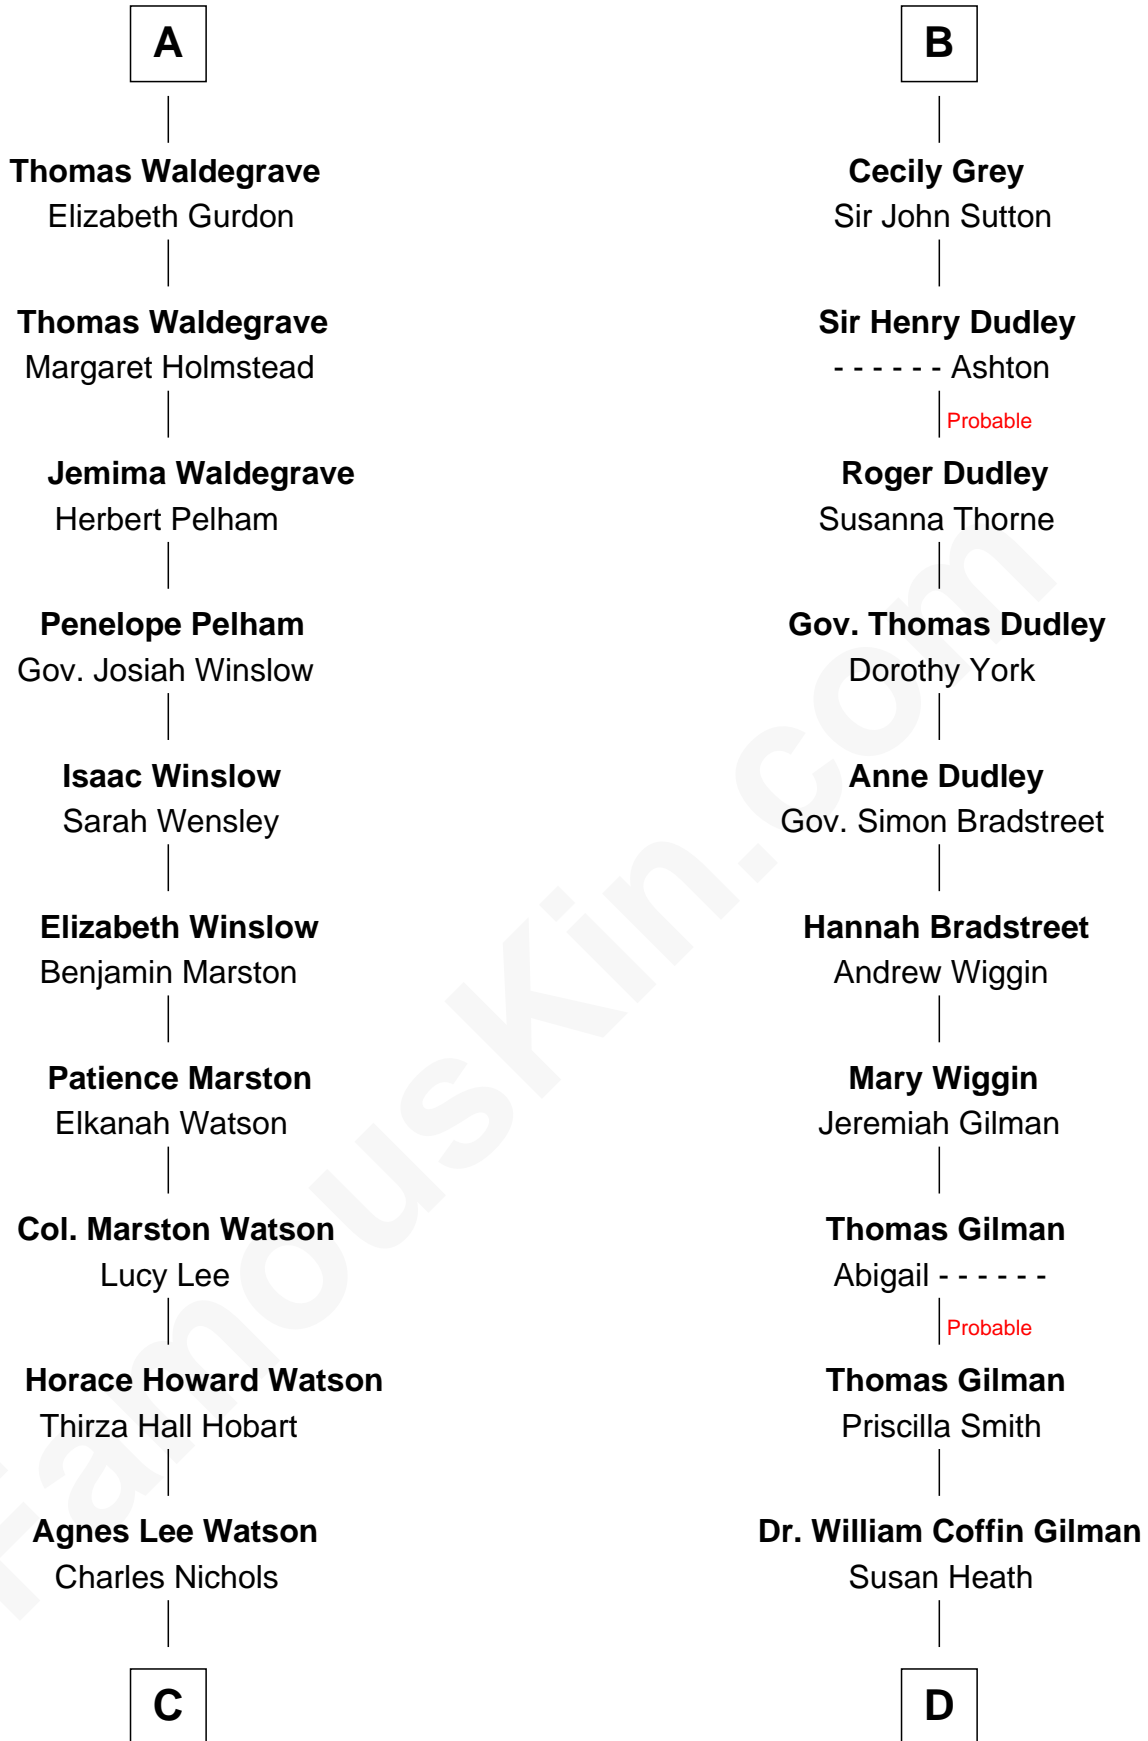 A
Thomas Waldegrave
Elizabeth Gurdon
Thomas Waldegrave
Margaret Holmstead
Jemima Waldegrave
Herbert Pelham
Penelope Pelham
Gov. Josiah Winslow
Isaac Winslow
Sarah Wensley
Elizabeth Winslow
Benjamin Marston
Patience Marston
Elkanah Watson
Col. Marston Watson
Lucy Lee
Horace Howard Watson
Thirza Hall Hobart
Agnes Lee Watson
Charles Nichols
C
B
Cecily Grey
Sir John Sutton
Sir Henry Dudley
- - - - - - Ashton
Probable
Roger Dudley
Susanna Thorne
Gov. Thomas Dudley
Dorothy York
Anne Dudley
Gov. Simon Bradstreet
Hannah Bradstreet
Andrew Wiggin
Mary Wiggin
Jeremiah Gilman
Thomas Gilman
Abigail - - - - - -
Probable
Thomas Gilman
Priscilla Smith
Dr. William Coffin Gilman
Susan Heath
D
FamousKin.com